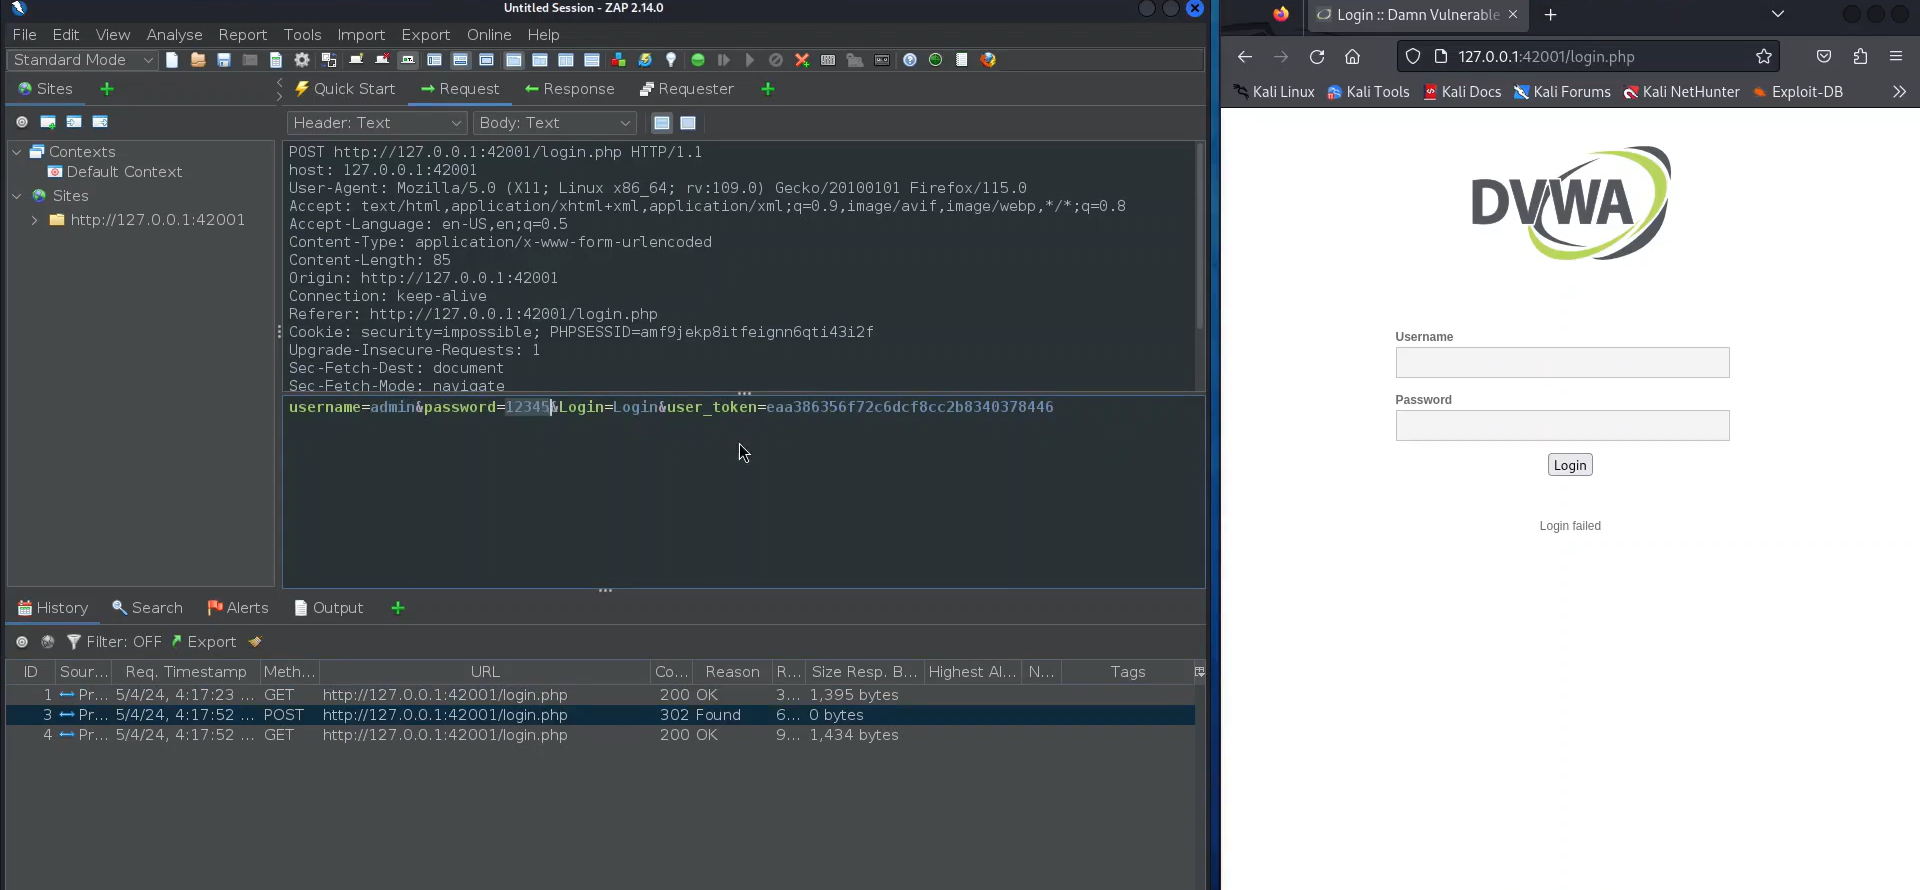 Untitled Session - ZAP 2.14.0
File Edit View Analyse Report Tools Import Export Online Help
Standard Mode
Sites
Quick Start Request Response Requester
Header: Text Body: Text
Contexts
Default Context
Sites
http://127.0.0.1:42001
POST http://127.0.0.1:42001/login.php HTTP/1.1
host: 127.0.0.1:42001
User-Agent: Mozilla/5.0 (X11; Linux x86_64; rv:109.0) Gecko/20100101 Firefox/115.0
Accept: text/html,application/xhtml+xml,application/xml;q=0.9,image/avif,image/webp,*/*;q=0.8
Accept-Language: en-US,en;q=0.5
Content-Type: application/x-www-form-urlencoded
Content-Length: 85
Origin: http://127.0.0.1:42001
Connection: keep-alive
Referer: http://127.0.0.1:42001/login.php
Cookie: security=impossible; PHPSESSID=amf9jekp8itfeignn6qti43i2f
Upgrade-Insecure-Requests: 1
Sec-Fetch-Dest: document
Sec-Fetch-Mode: navigate
username=admin&password=12345&Login=Login&user_token=eaa386356f72c6dcf8cc2b8340378446
History Search Alerts Output
Filter: OFF Export
ID Sour... Req. Timestamp Meth... URL Co... Reason R... Size Resp. B... Highest Al... N... Tags
1 Pr... 5/4/24, 4:17:23 ... GET http://127.0.0.1:42001/login.php 200 OK 3... 1,395 bytes
3 Pr... 5/4/24, 4:17:52 ... POST http://127.0.0.1:42001/login.php 302 Found 6... 0 bytes
4 Pr... 5/4/24, 4:17:52 ... GET http://127.0.0.1:42001/login.php 200 OK 9... 1,434 bytes
Login :: Damn Vulnerable
127.0.0.1:42001/login.php
Kali Linux Kali Tools Kali Docs Kali Forums Kali NetHunter Exploit-DB
DVWA
Username
Password
Login
Login failed